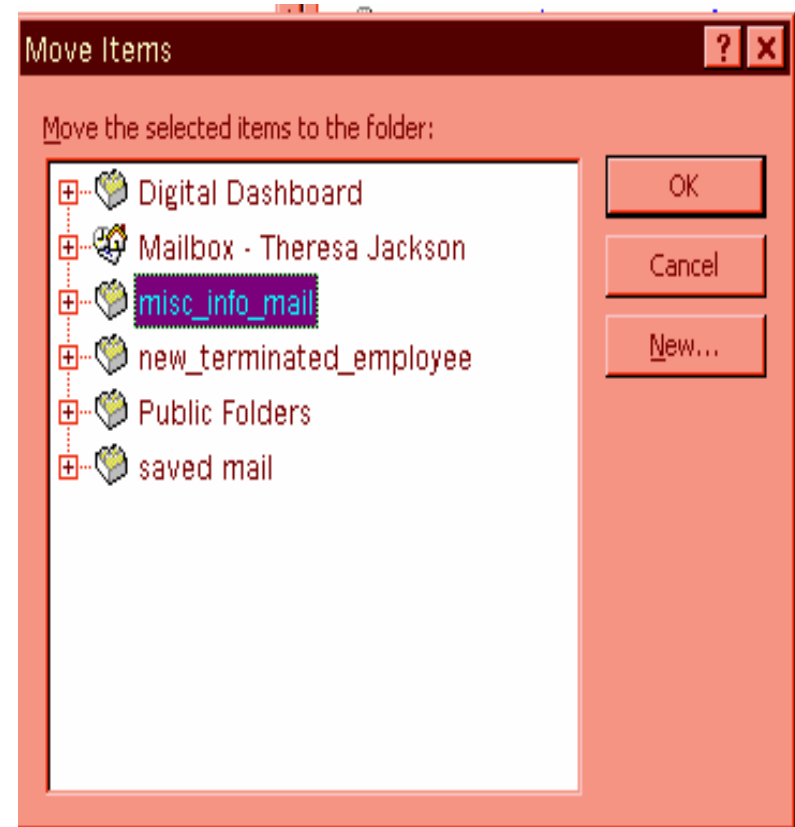 Move Items
Move the selected items to the folder:
Digital Dashboard
Mailbox - Theresa Jackson
misc_info_mail
new_terminated_employee
Public Folders
saved mail
OK
Cancel
New...